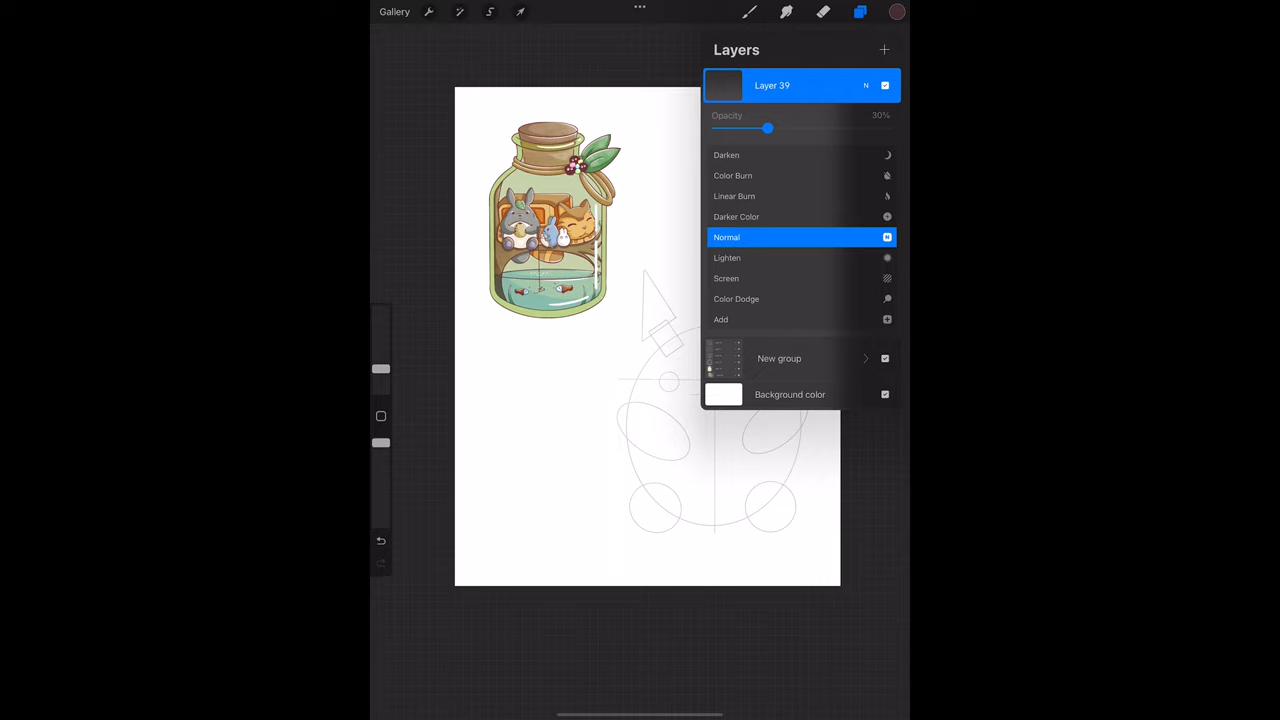 Gallery
Layers
Layer 39 N
Opacity 30%
Darken
Color Burn
Linear Burn
Darker Color
Normal N
Lighten
Screen
Color Dodge
Add
New group
Background color